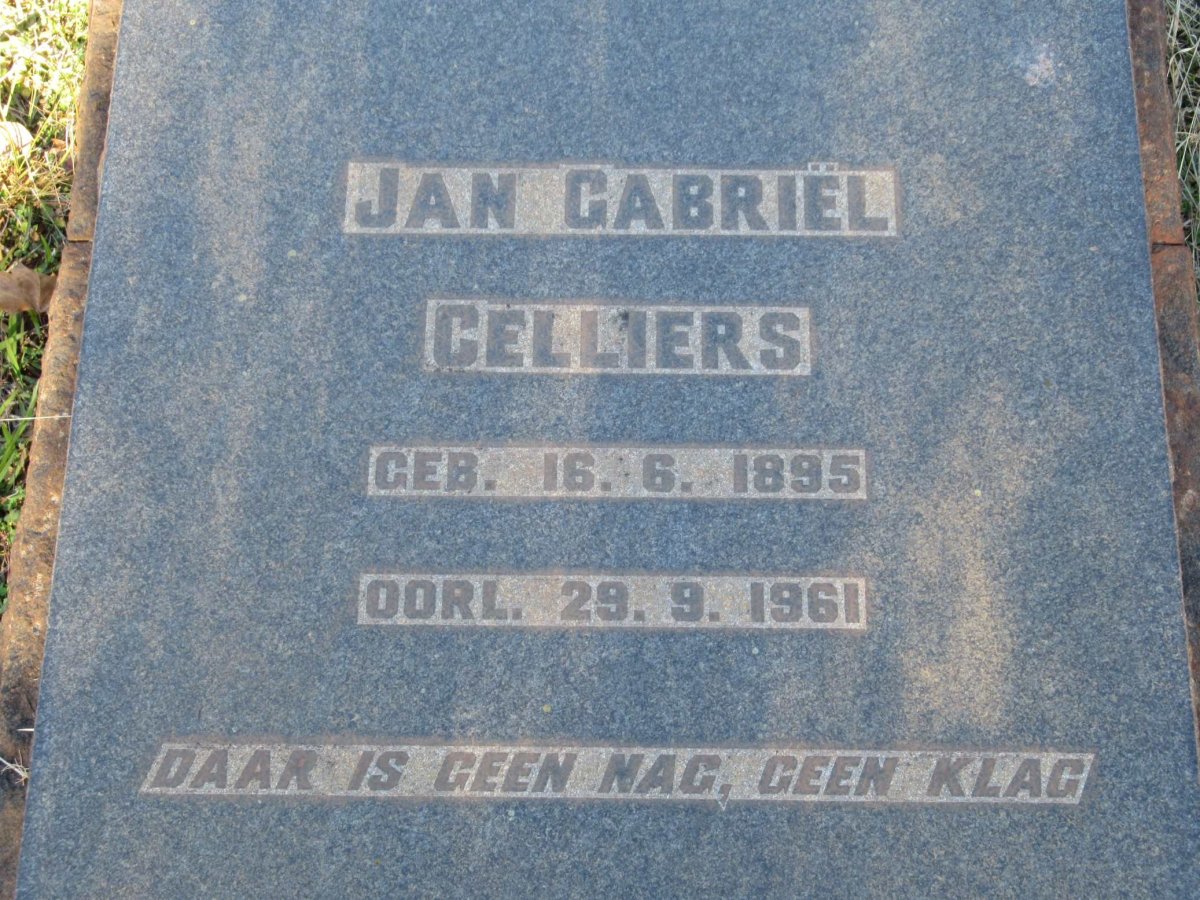 JAN GABRIËL
CELLIERS
GEB. 16. 6. 1895
OORL. 29. 9. 1961
DAAR IS GEEN NAG, GEEN KLAG